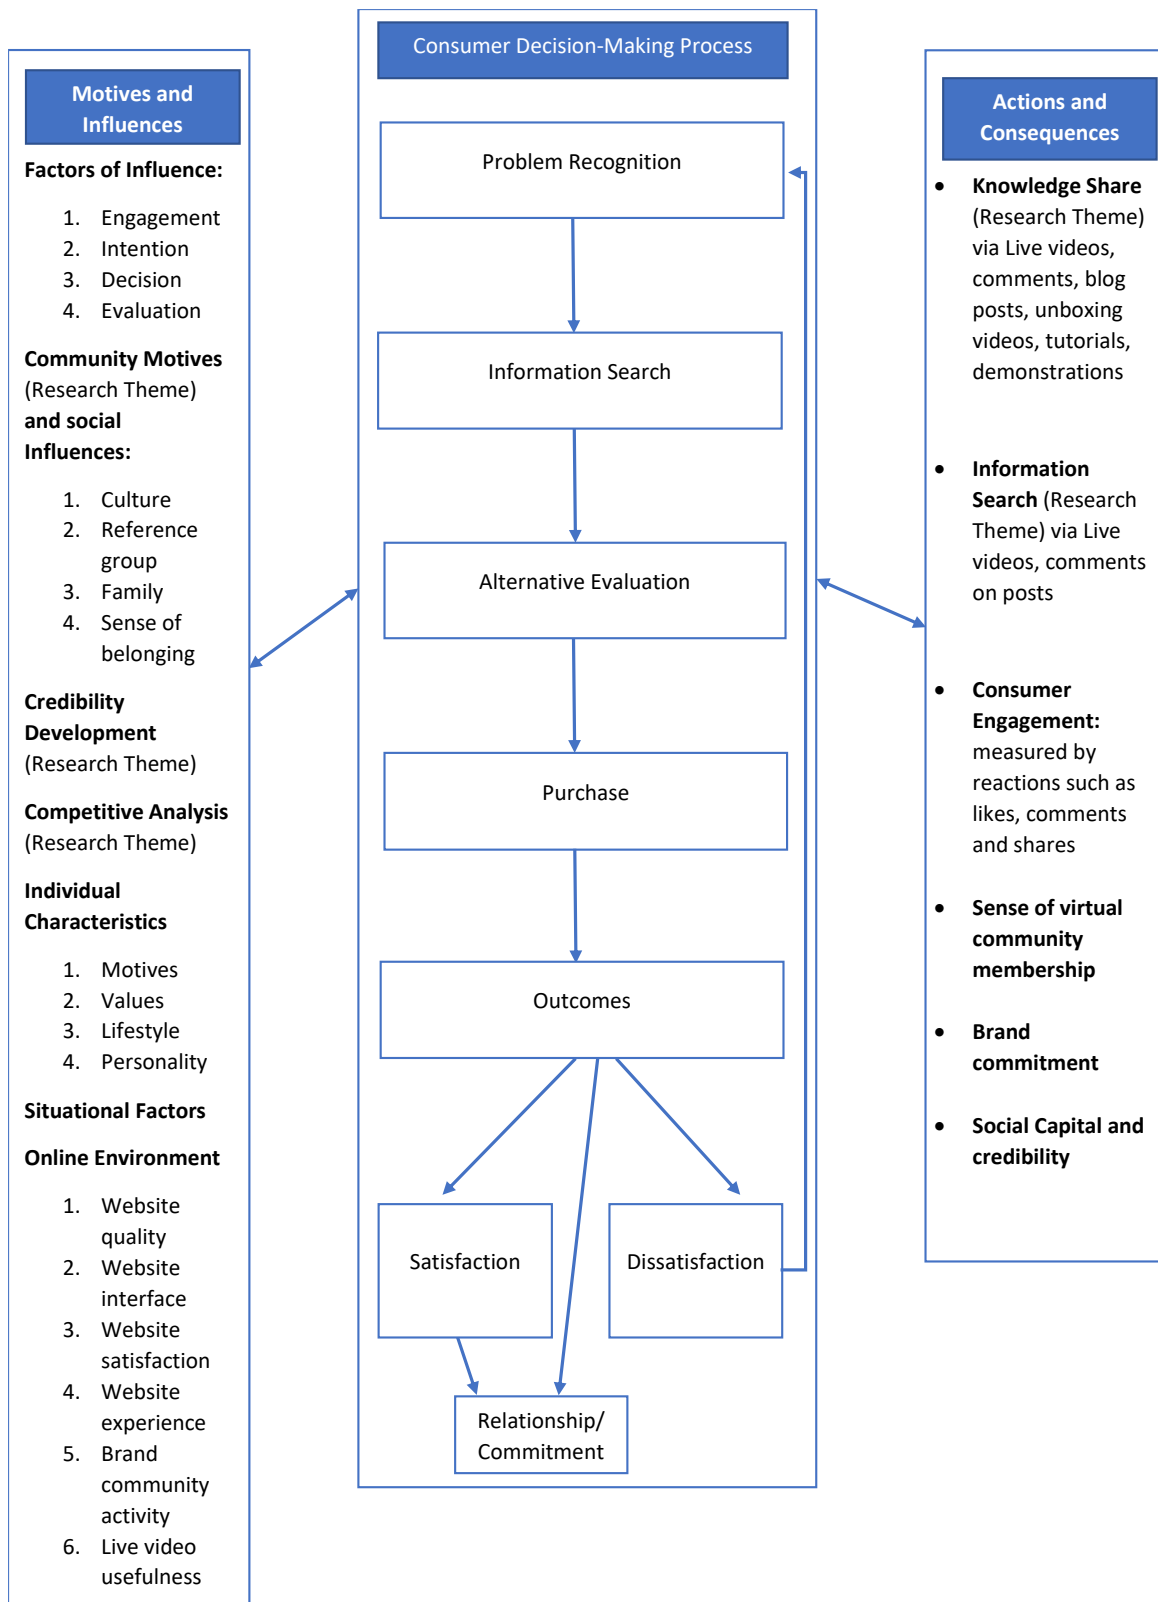 Consumer Decision-Making Process
Motives and
Influences
Factors of Influence:
1. Engagement
2. Intention
3. Decision
4. Evaluation
Community Motives
(Research Theme)
and social
Influences:
1. Culture
2. Reference
group
3. Family
4. Sense of
belonging
Credibility
Development
(Research Theme)
Competitive Analysis
(Research Theme)
Individual
Characteristics
1. Motives
2. Values
3. Lifestyle
4. Personality
Situational Factors
Online Environment
1. Website
quality
2. Website
interface
3. Website
satisfaction
4. Website
experience
5. Brand
community
activity
6. Live video
usefulness
Problem Recognition
Information Search
Alternative Evaluation
Purchase
Outcomes
Satisfaction
Dissatisfaction
Relationship/
Commitment
Actions and
Consequences
• Knowledge Share
(Research Theme)
via Live videos,
comments, blog
posts, unboxing
videos, tutorials,
demonstrations
• Information
Search (Research
Theme) via Live
videos, comments
on posts
• Consumer
Engagement:
measured by
reactions such as
likes, comments
and shares
• Sense of virtual
community
membership
• Brand
commitment
• Social Capital and
credibility